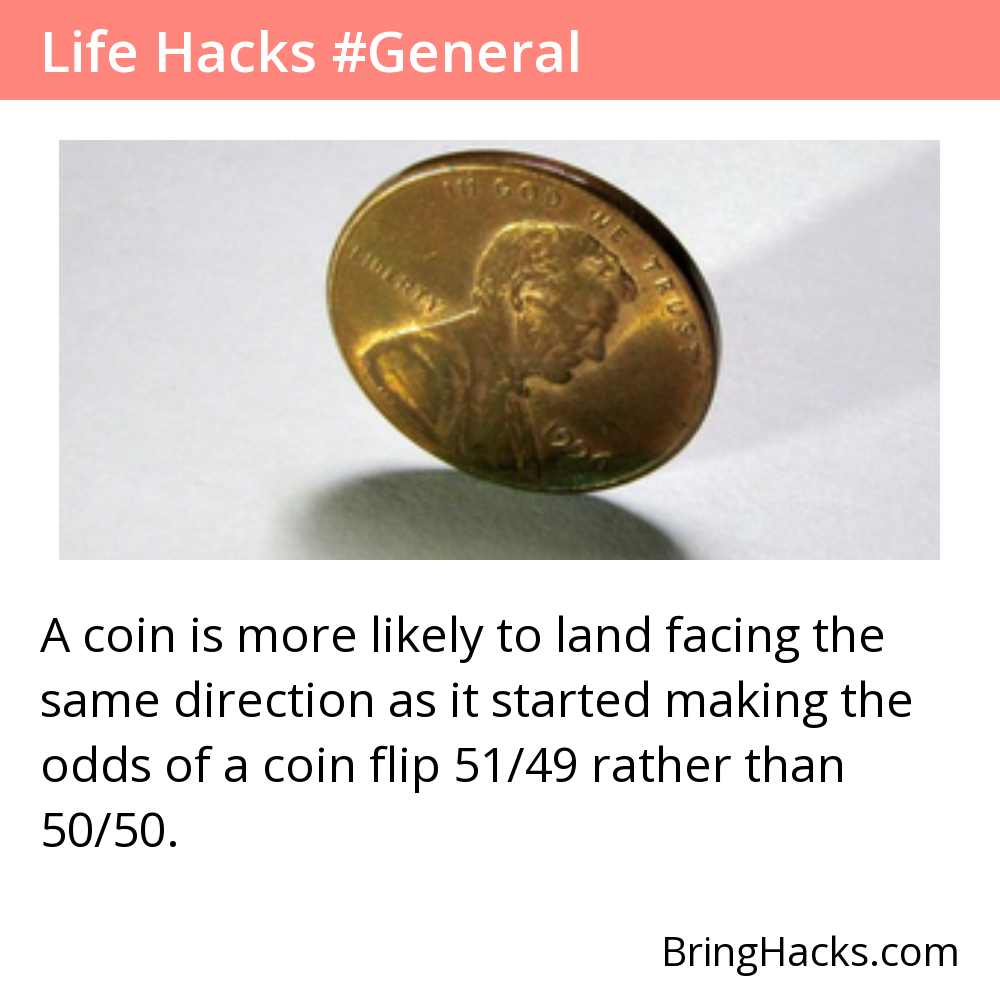 Life Hacks #General
IN GOD WE TRUST
LIBERTY
A coin is more likely to land facing the
same direction as it started making the
odds of a coin flip 51/49 rather than
50/50.
BringHacks.com